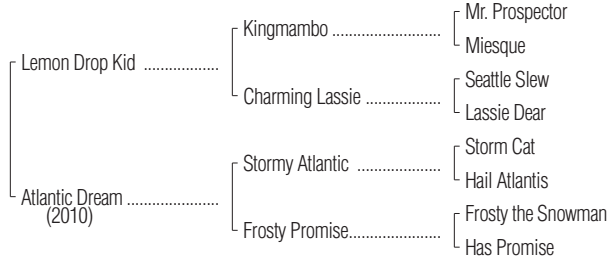 Mr. Prospector
Kingmambo ....................
Miesque
Lemon Drop Kid ..................
Seattle Slew
Charming Lassie ..................
Lassie Dear
Storm Cat
Stormy Atlantic ....................
Hail Atlantis
Atlantic Dream ......................
(2010)
Frosty the Snowman
Frosty Promise......................
Has Promise